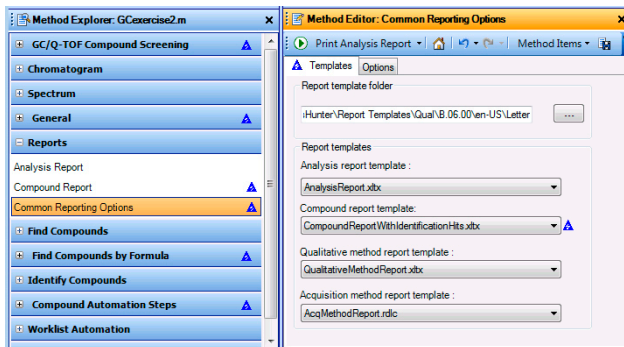 Method Explorer: GCexercise2.m
GC/Q-TOF Compound Screening
Chromatogram
Spectrum
General
Reports
Analysis Report
Compound Report
Common Reporting Options
Find Compounds
Find Compounds by Formula
Identify Compounds
Compound Automation Steps
Worklist Automation
Method Editor: Common Reporting Options
Print Analysis Report
Method Items
Templates
Options
Report template folder
Hunter\Report Templates\Qual\B.06.00\en-US\Letter
...
Report templates
Analysis report template :
AnalysisReport.xltx
Compound report template:
CompoundReportWithIdentificationHits.xltx
Qualitative method report template :
QualitativeMethodReport.xltx
Acquisition method report template :
AcqMethodReport.rdlc